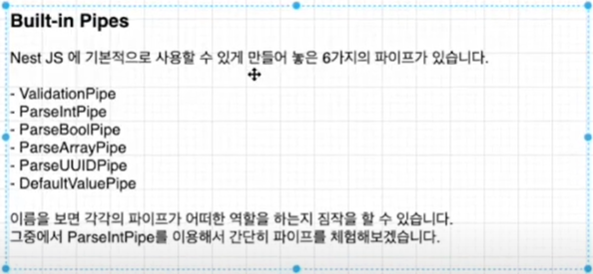 Built-in Pipes
Nest JS 에 기본적으로 사용할 수 있게 만들어 놓은 6가지의 파이프가 있습니다.
- ValidationPipe
- ParseIntPipe
- ParseBoolPipe
- ParseArrayPipe
- ParseUUIDPipe
- DefaultValuePipe
이름을 보면 각각의 파이프가 어떠한 역할을 하는지 짐작을 할 수 있습니다.
그중에서 ParseIntPipe를 이용해서 간단히 파이프를 체험해보겠습니다.